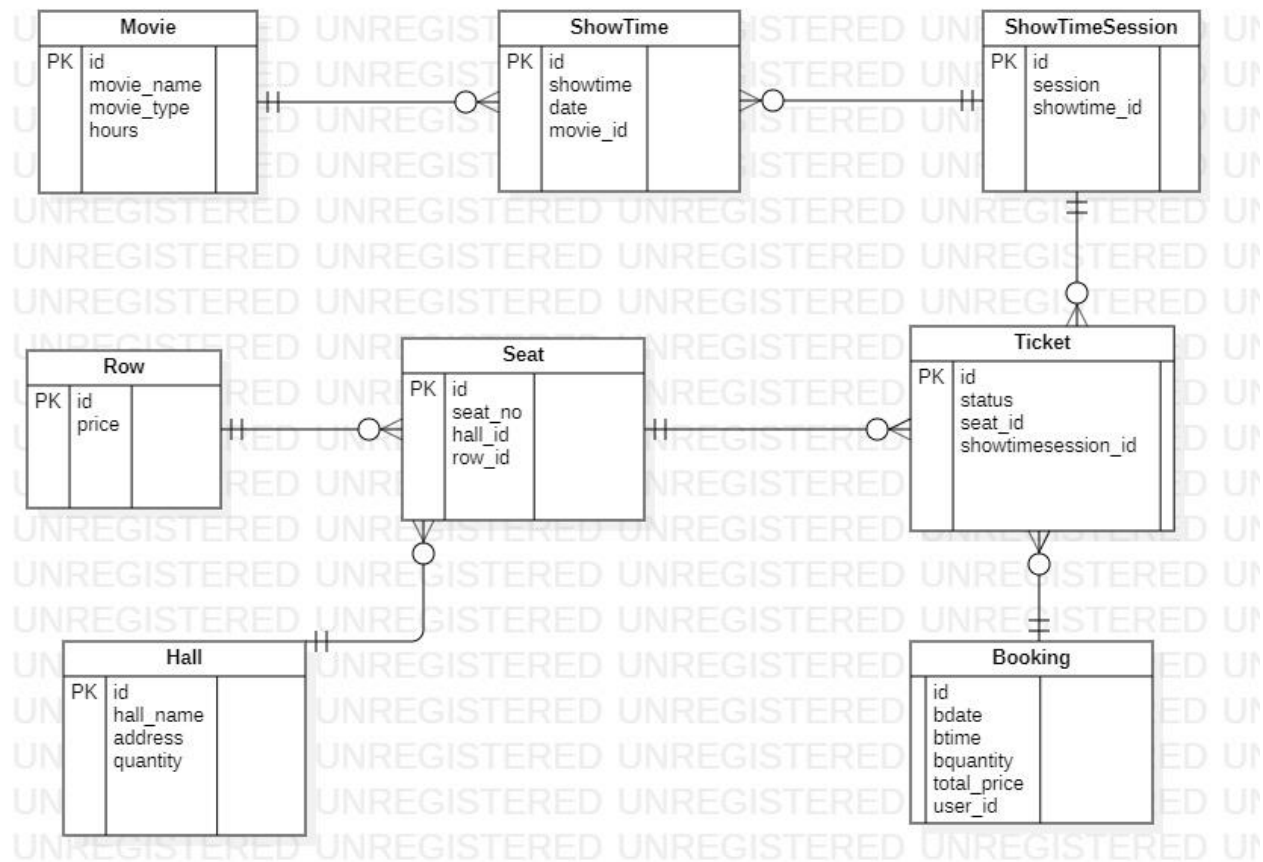 Movie
PK id
movie_name
movie_type
hours
ShowTime
PK id
showtime
date
movie_id
ShowTimeSession
PK id
session
showtime_id
Row
PK id
price
Seat
PK id
seat_no
hall_id
row_id
Ticket
PK id
status
seat_id
showtimesession_id
Hall
PK id
hall_name
address
quantity
Booking
id
bdate
btime
bquantity
total_price
user_id
UNREGISTERED